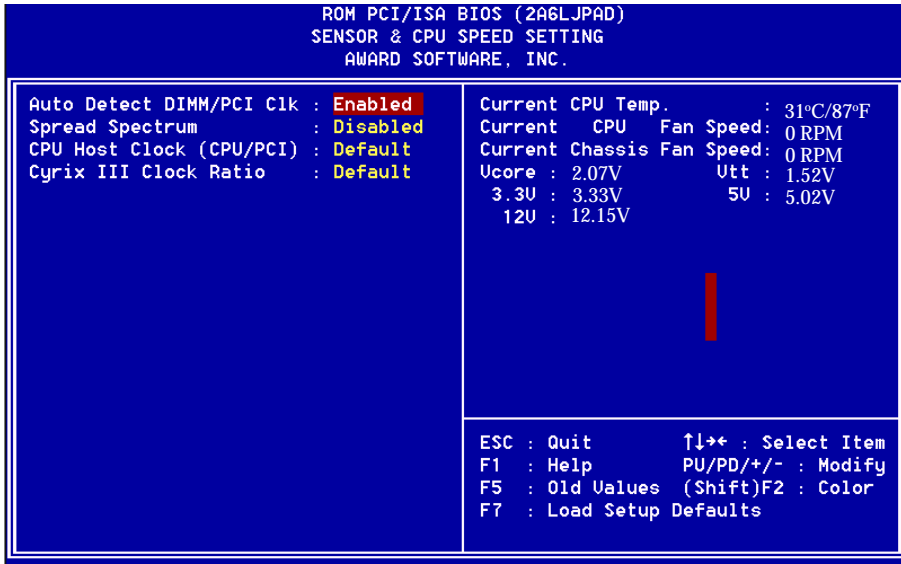 ROM PCI/ISA BIOS (2A6LJPAD)
SENSOR & CPU SPEED SETTING
AWARD SOFTWARE, INC.
Auto Detect DIMM/PCI Clk : Enabled
Spread Spectrum : Disabled
CPU Host Clock (CPU/PCI) : Default
Cyrix III Clock Ratio : Default
Current CPU Temp. : 31°C/87°F
Current CPU Fan Speed: 0 RPM
Current Chassis Fan Speed: 0 RPM
Vcore : 2.07V Vtt : 1.52V
3.3V : 3.33V 5V : 5.02V
12V : 12.15V
ESC : Quit ↑↓→← : Select Item
F1 : Help PU/PD/+/- : Modify
F5 : Old Values (Shift)F2 : Color
F7 : Load Setup Defaults